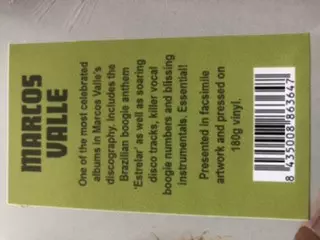 MARCOS
VALLE
One of the most celebrated
albums in Marcos Valle's
discography. Includes the
Brazilian boogie anthem
'Estrelar' as well as soaring
disco tracks, killer vocal
boogie numbers and blissing
instrumentals. Essential!
Presented in facsimile
artwork and pressed on
180g vinyl.
8 435008 863647